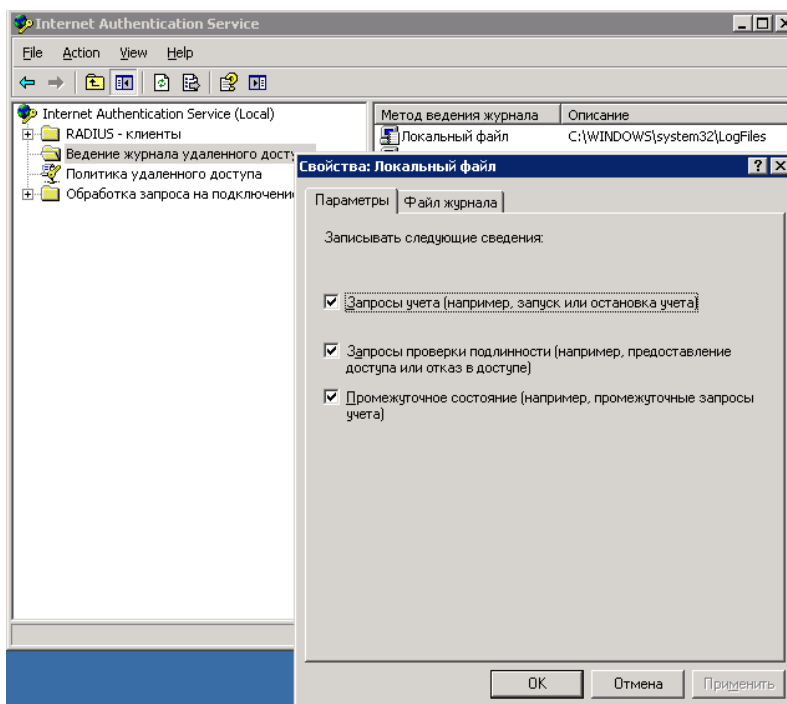 Internet Authentication Service
File Action View Help
Internet Authentication Service (Local)
RADIUS - клиенты
Ведение журнала удаленного дост
Политика удаленного доступа
Обработка запроса на подключени
Метод ведения журнала Описание
Локальный файл C:\WINDOWS\system32\LogFiles
Свойства: Локальный файл
Параметры Файл журнала
Записывать следующие сведения:
Запросы учета (например, запуск или остановка учета)
Запросы проверки подлинности (например, предоставление
доступа или отказ в доступе)
Промежуточное состояние (например, промежуточные запросы
учета)
OK Отмена Применить